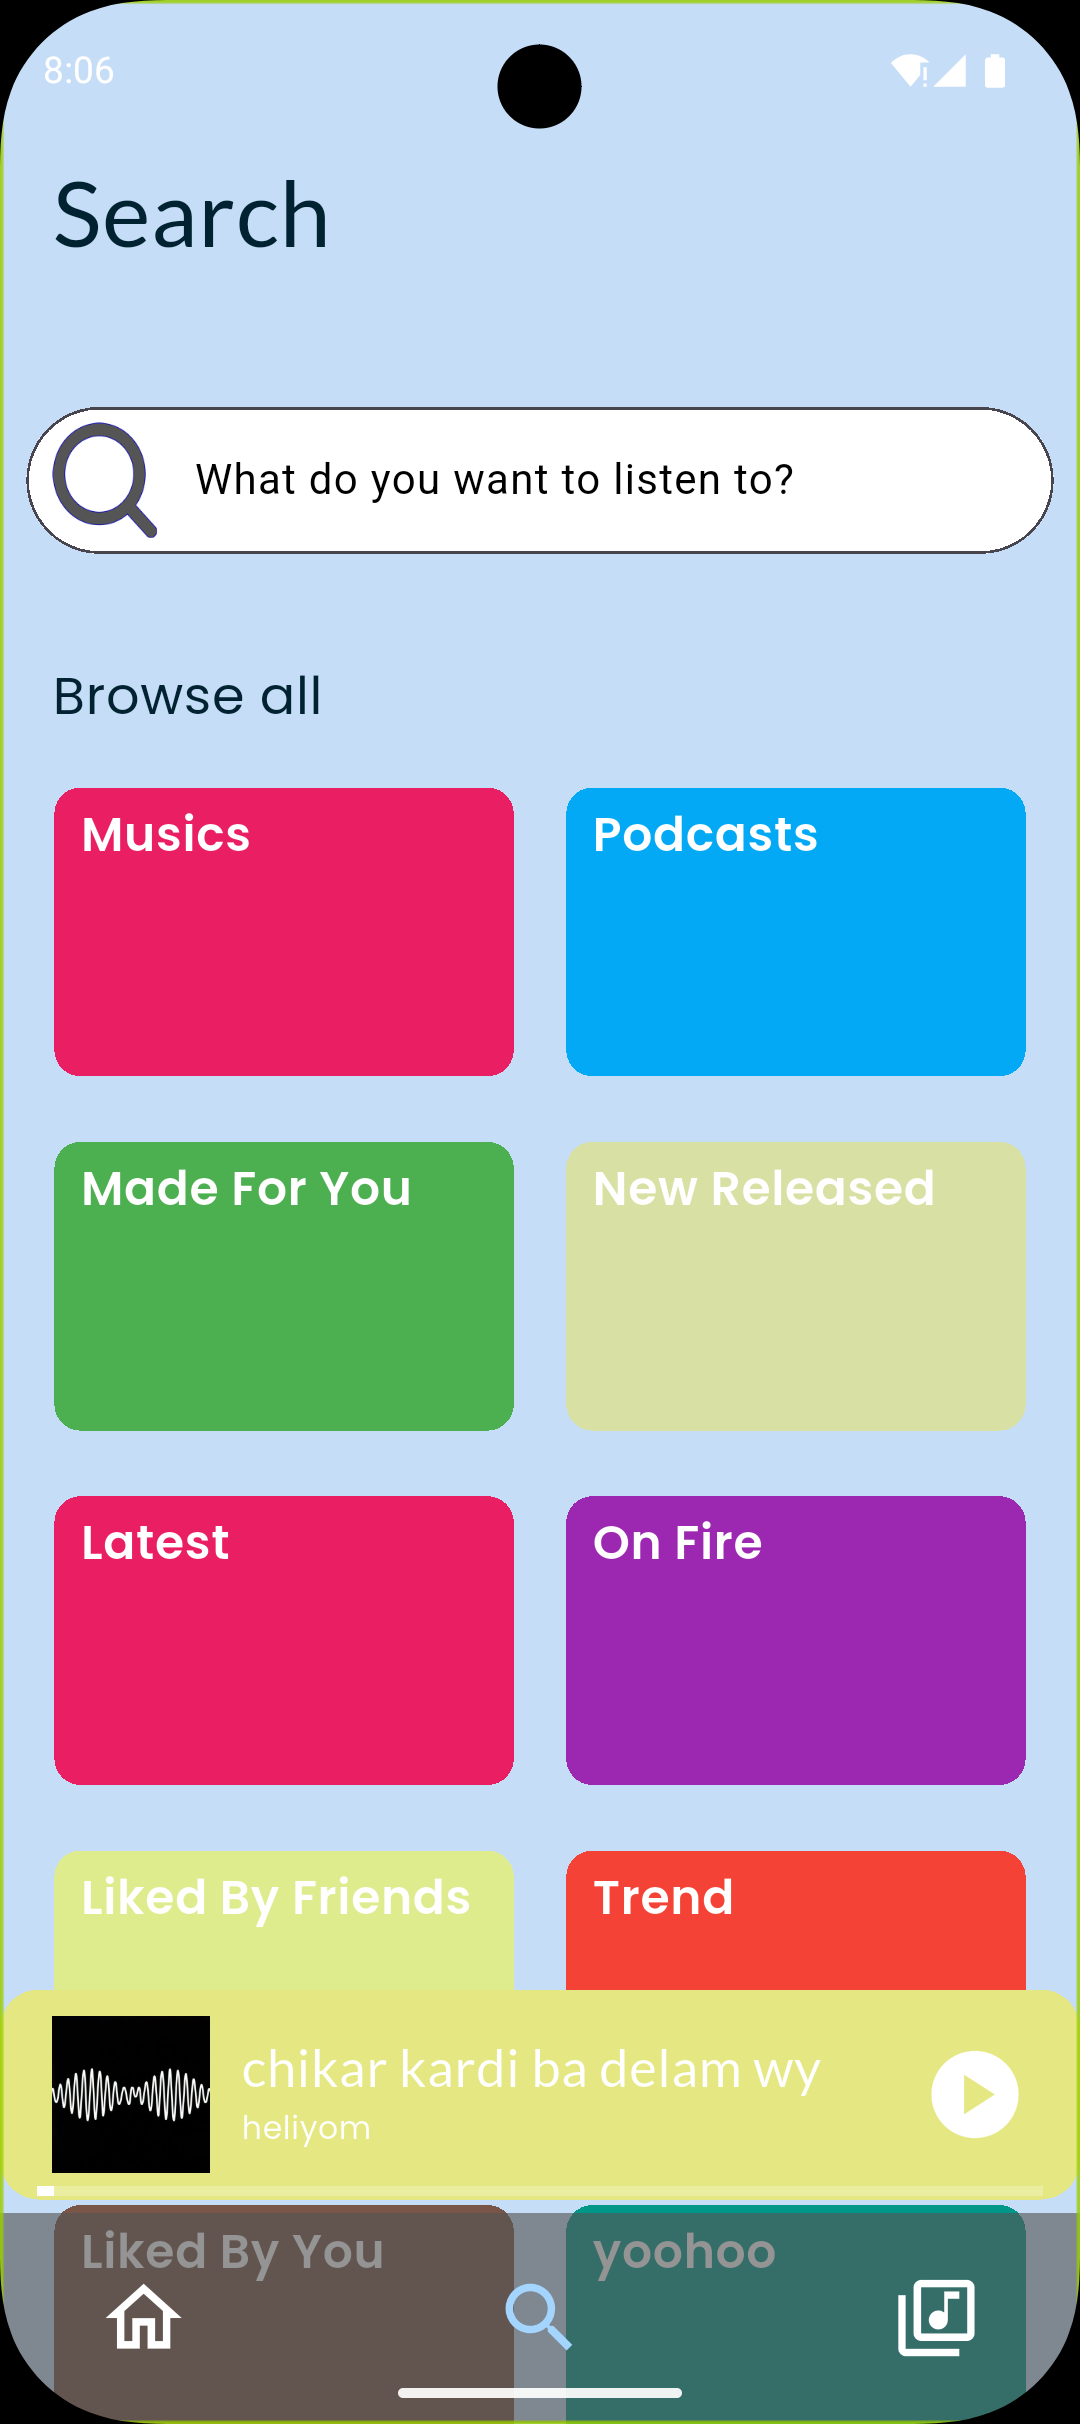 8:06
Search
What do you want to listen to?
Browse all
Musics
Podcasts
Made For You
New Released
Latest
On Fire
Liked By Friends
Trend
chikar kardi ba delam wy
heliyom
Liked By You
yoohoo